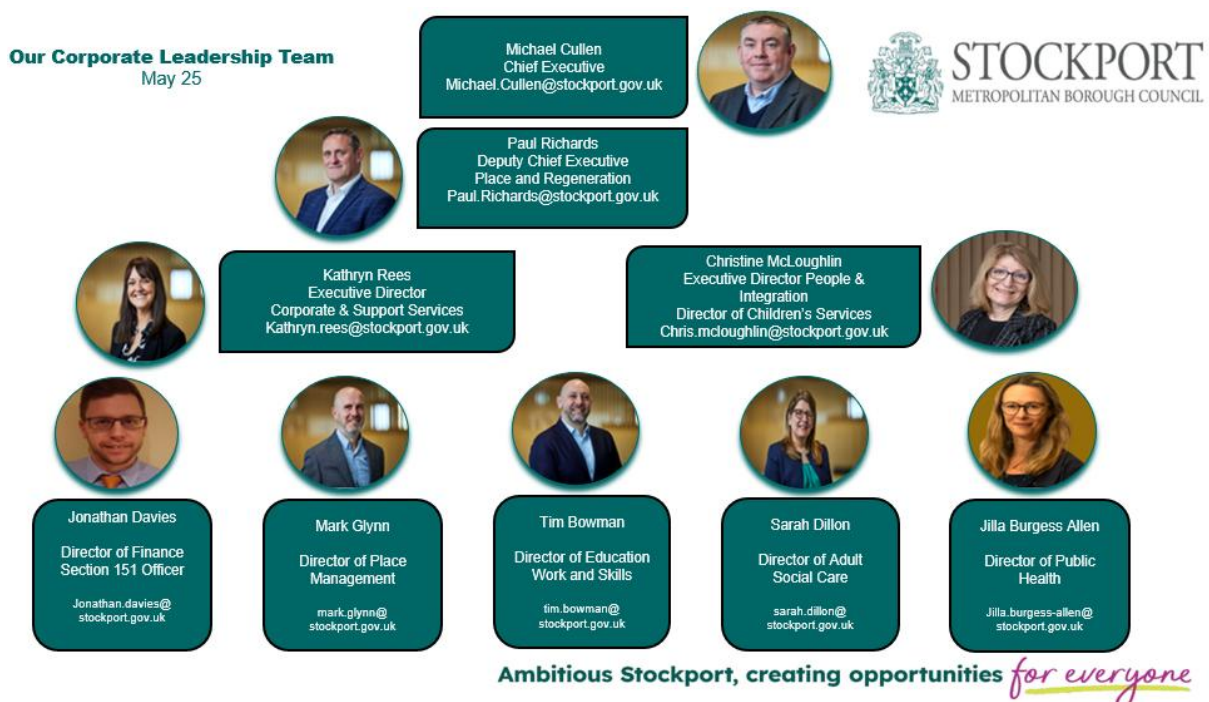 Our Corporate Leadership Team
May 25
Michael Cullen
Chief Executive
Michael.Cullen@stockport.gov.uk
STOCKPORT
METROPOLITAN BOROUGH COUNCIL
Paul Richards
Deputy Chief Executive
Place and Regeneration
Paul.Richards@stockport.gov.uk
Kathryn Rees
Executive Director
Corporate & Support Services
Kathryn.rees@stockport.gov.uk
Christine McLoughlin
Executive Director People &
Integration
Director of Children's Services
Chris.mcloughlin@stockport.gov.uk
Jonathan Davies
Director of Finance
Section 151 Officer
Jonathan.davies@
stockport.gov.uk
Mark Glynn
Director of Place
Management
mark.glynn@
stockport.gov.uk
Tim Bowman
Director of Education
Work and Skills
tim.bowman@
stockport.gov.uk
Sarah Dillon
Director of Adult
Social Care
sarah.dillon@
stockport.gov.uk
Jilla Burgess Allen
Director of Public
Health
Jilla.burgess-allen@
stockport.gov.uk
Ambitious Stockport, creating opportunities for everyone